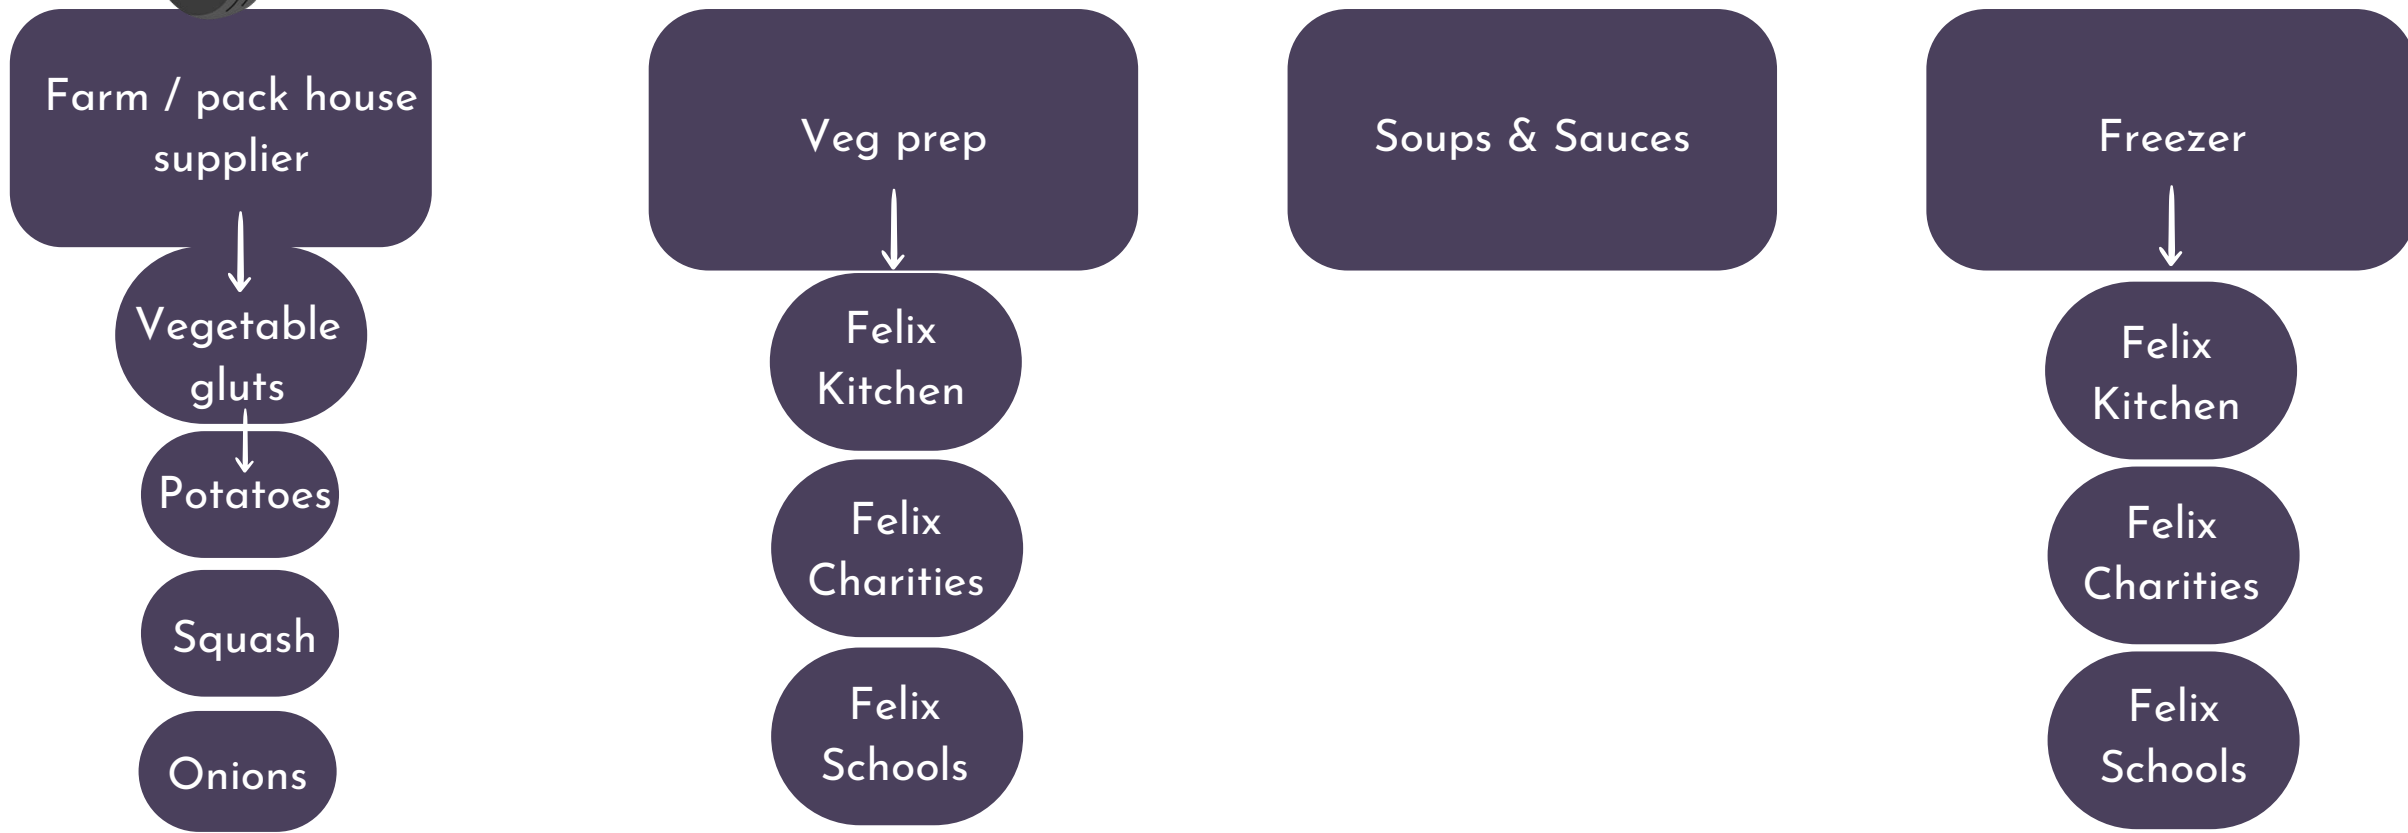 Farm / pack house
supplier
Vegetable
gluts
Potatoes
Squash
Onions
Veg prep
Felix
Kitchen
Felix
Charities
Felix
Schools
Soups & Sauces
Freezer
Felix
Kitchen
Felix
Charities
Felix
Schools